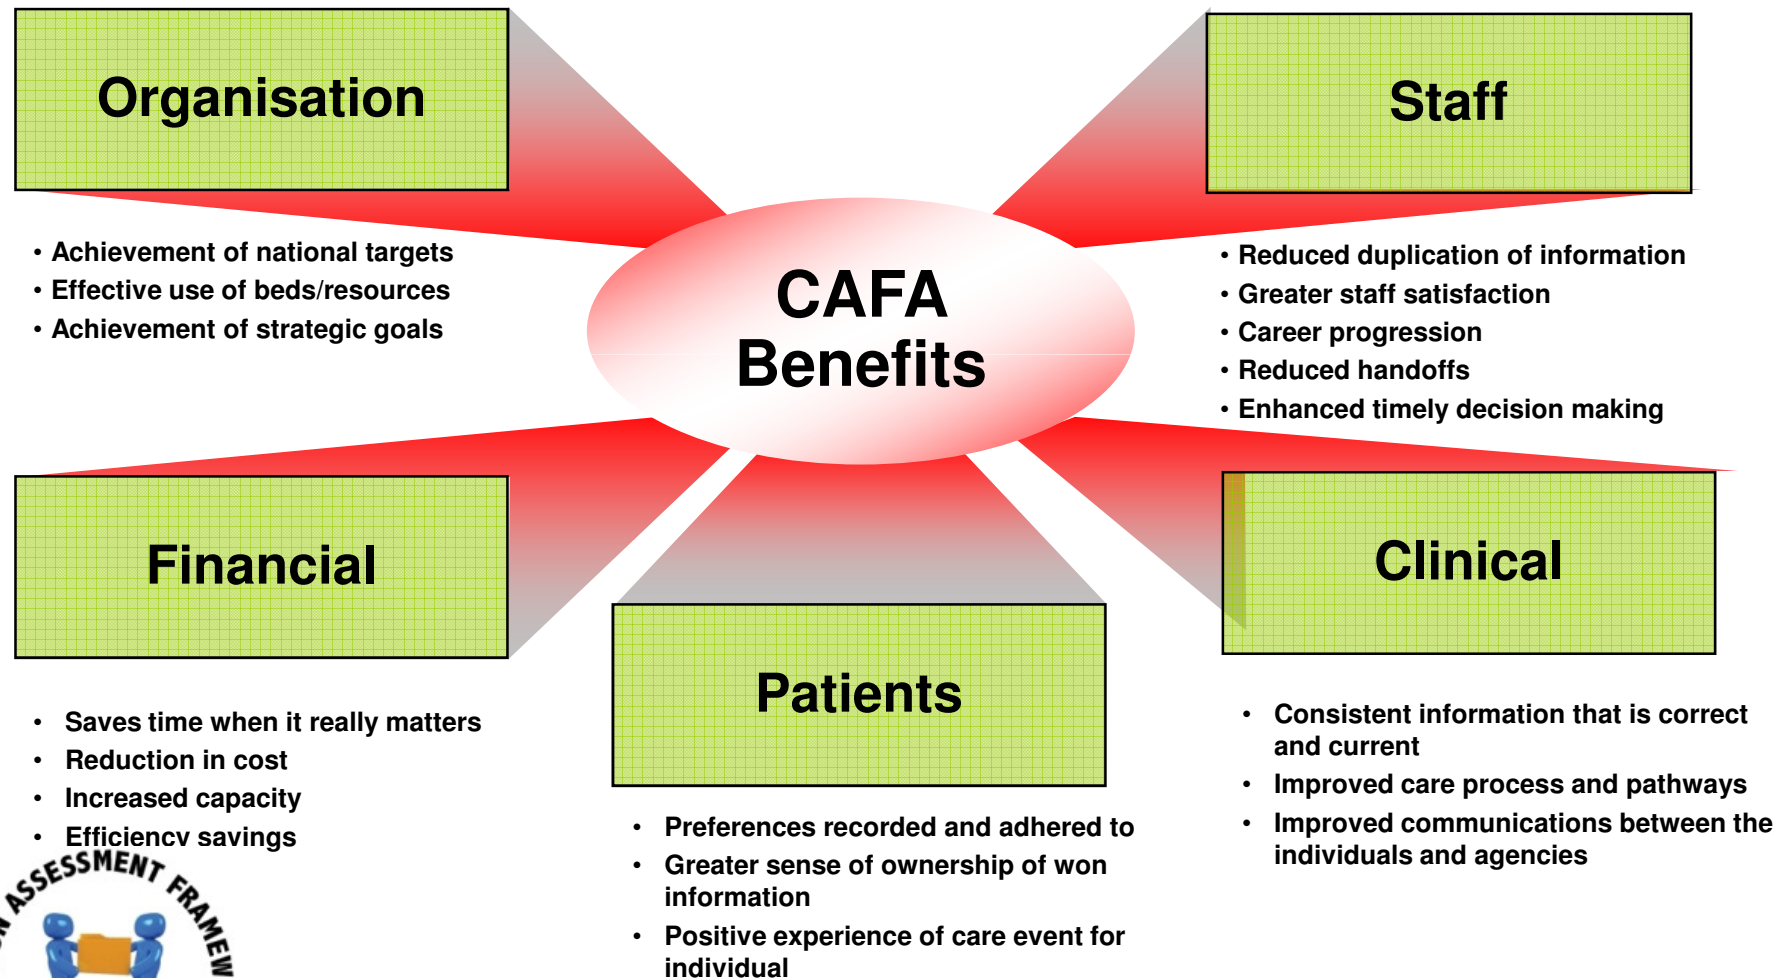 Organisation
• Achievement of national targets
• Effective use of beds/resources
• Achievement of strategic goals
Staff
• Reduced duplication of information
• Greater staff satisfaction
• Career progression
• Reduced handoffs
• Enhanced timely decision making
CAFA
Benefits
Financial
• Saves time when it really matters
• Reduction in cost
• Increased capacity
• Efficiency savings
Patients
• Preferences recorded and adhered to
• Greater sense of ownership of won
information
• Positive experience of care event for
individual
Clinical
• Consistent information that is correct
and current
• Improved care process and pathways
• Improved communications between the
individuals and agencies
ASSESSMENT